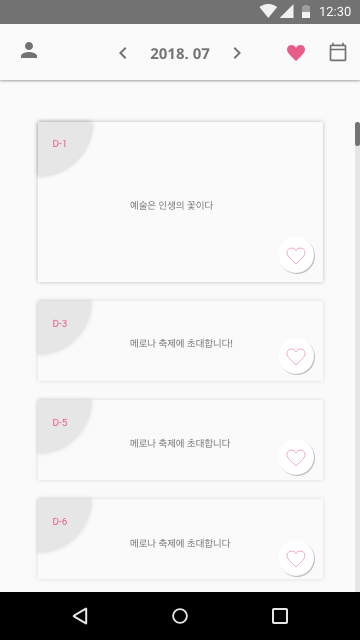 12:30
2018. 07
D-1
예술은 인생의 꽃이다
D-3
메로나 축제에 초대합니다!
D-5
메로나 축제에 초대합니다
D-6
메로나 축제에 초대합니다